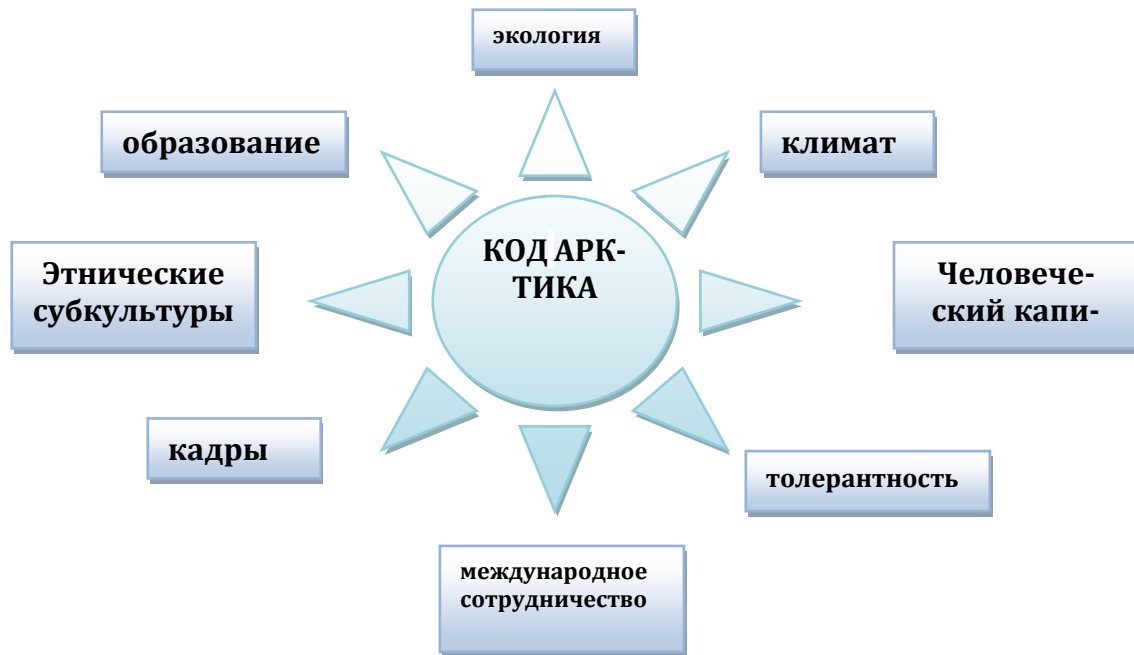 экология
образование
климат
КОД АРК-
ТИКА
Этнические
субкультуры
Человече-
ский капи-
кадры
толерантность
международное
сотрудничество